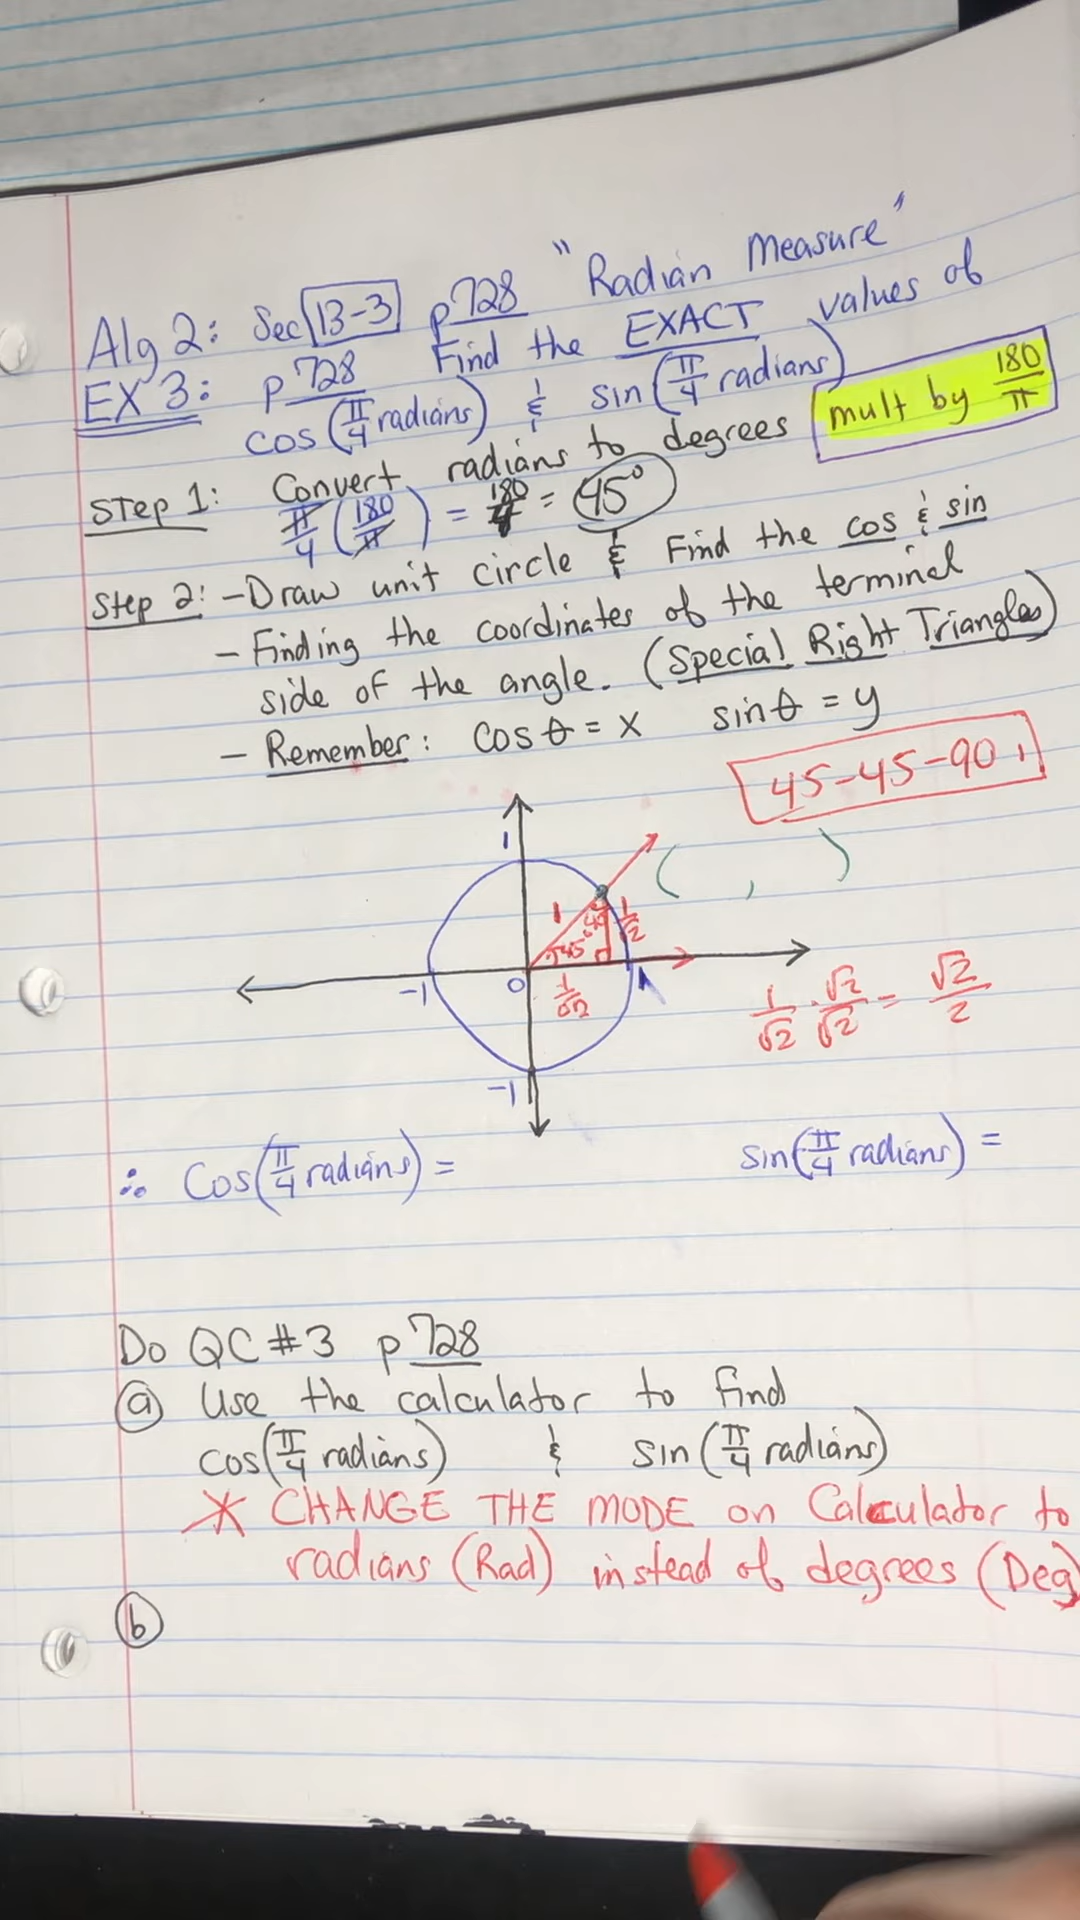 Alg 2: Sec 13-3 p728 "Radian Measure"
EX 3: p728 Find the EXACT values of
cos(π/4 radians) & sin(π/4 radians)
mult by 180/π
Step 1: Convert radians to degrees
π/4 (180/π) = 180/4 = 45°
Step 2: - Draw unit circle & Find the cos & sin
- Finding the coordinates of the terminal
side of the angle. (Special Right Triangles)
- Remember: cos θ = x sin θ = y
45-45-90
1
( , )
1 45° 1/√2
45°
-1 0 1/√2 1
1/√2 · √2/√2 = √2/2
-1
∴ Cos(π/4 radians) = sin(π/4 radians) =
Do QC #3 p728
(a) Use the calculator to find
cos(π/4 radians) & sin(π/4 radians)
* CHANGE THE MODE on Calculator to
radians (Rad) instead of degrees (Deg)
(b)